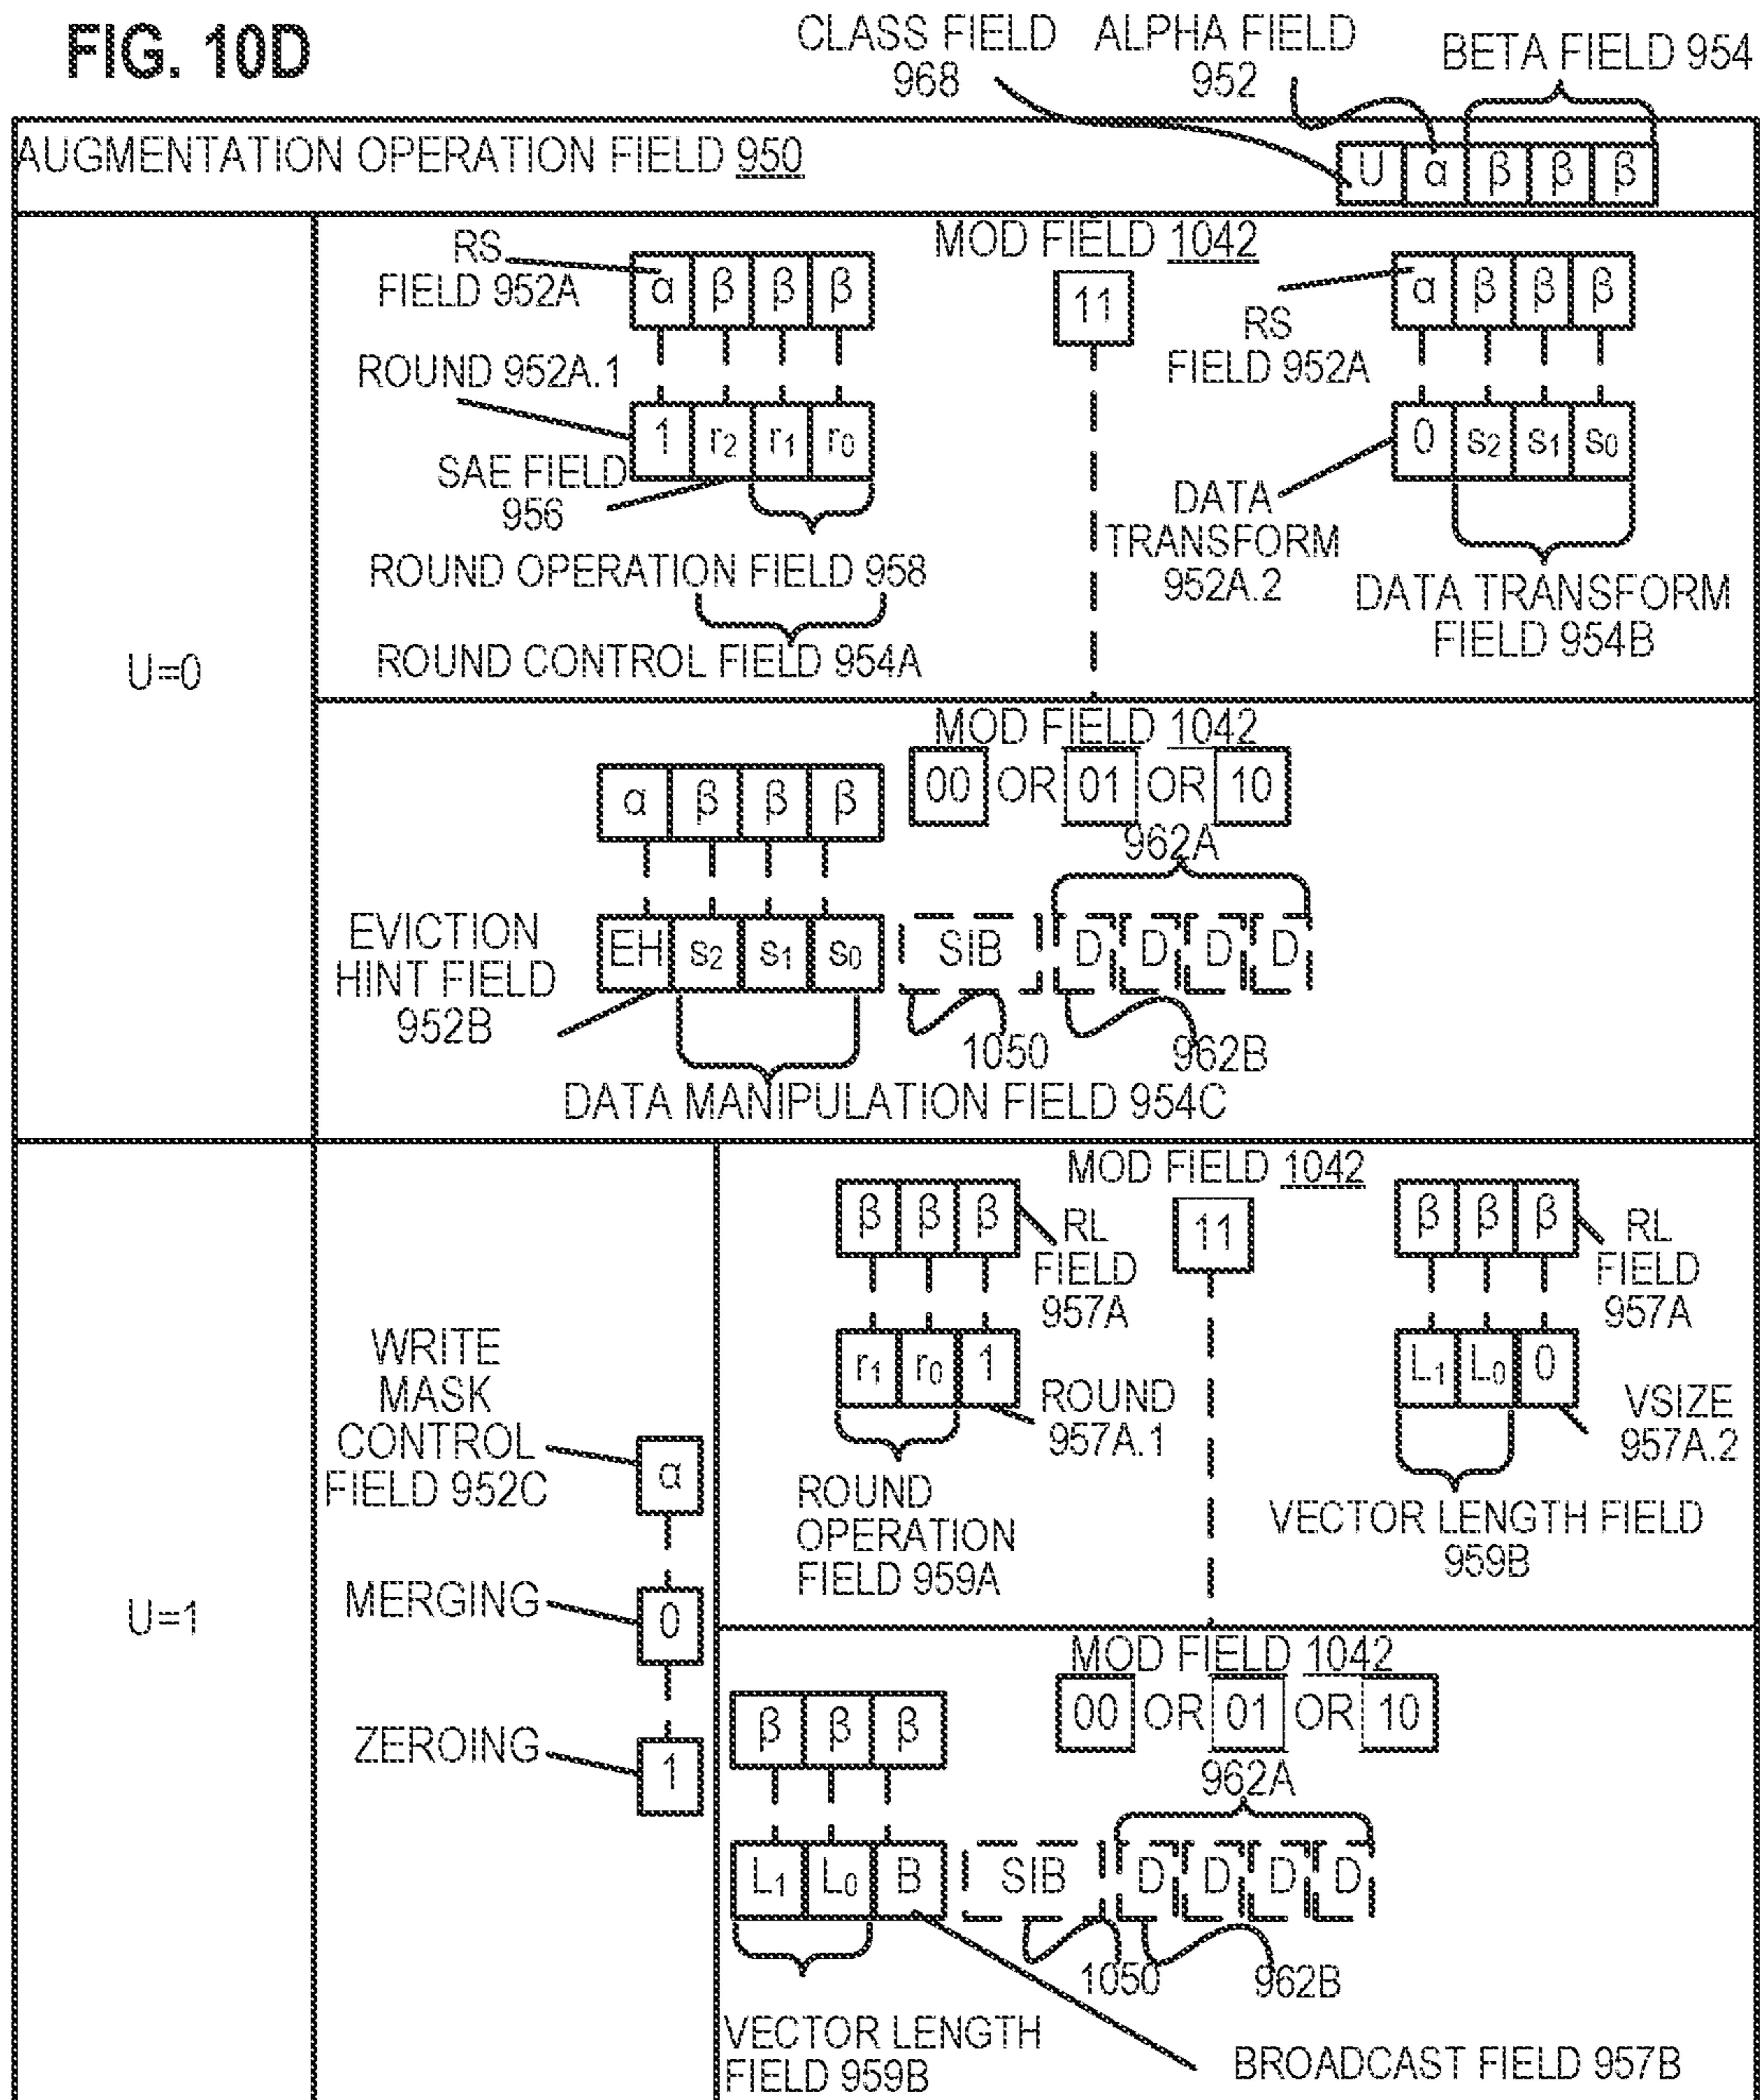 FIG. 10D
CLASS FIELD
968
ALPHA FIELD
952
BETA FIELD 954
AUGMENTATION OPERATION FIELD 950
U α β β β
U=0
MOD FIELD 1042
11
RS
FIELD 952A
α β β β
ROUND 952A.1
1 r2 r1 r0
SAE FIELD
956
ROUND OPERATION FIELD 958
ROUND CONTROL FIELD 954A
α β β β
RS
FIELD 952A
0 s2 s1 s0
DATA
TRANSFORM
952A.2
DATA TRANSFORM
FIELD 954B
MOD FIELD 1042
00 OR 01 OR 10
α β β β
962A
EVICTION
HINT FIELD
952B
EH s2 s1 s0 SIB D D D D
1050
962B
DATA MANIPULATION FIELD 954C
U=1
WRITE
MASK
CONTROL
FIELD 952C
α
MERGING
0
ZEROING
1
MOD FIELD 1042
11
β β β
RL
FIELD
957A
r1 r0 1
ROUND
957A.1
ROUND
OPERATION
FIELD 959A
β β β
RL
FIELD
957A
L1 L0 0
VSIZE
957A.2
VECTOR LENGTH FIELD
959B
MOD FIELD 1042
00 OR 01 OR 10
β β β
962A
L1 L0 B SIB D D D D
1050
962B
VECTOR LENGTH
FIELD 959B
BROADCAST FIELD 957B